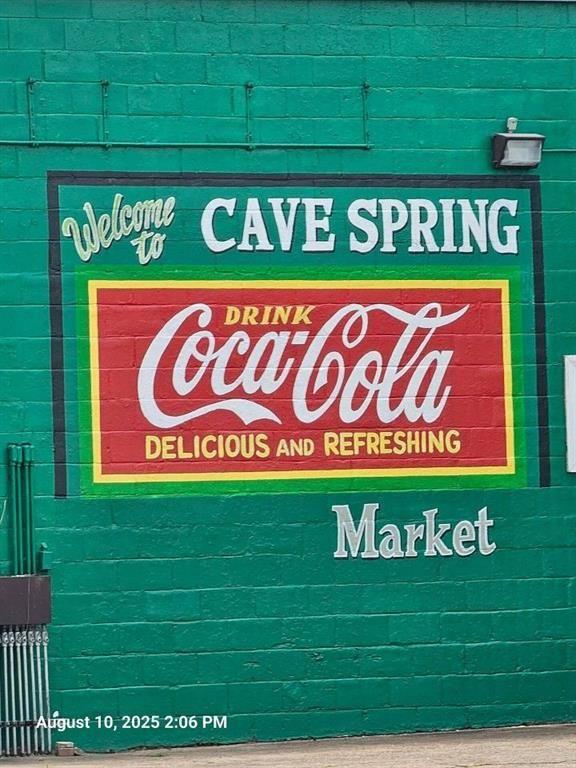 Welcome
to
CAVE SPRING
DRINK
Coca-Cola
DELICIOUS AND REFRESHING
Market
August 10, 2025 2:06 PM